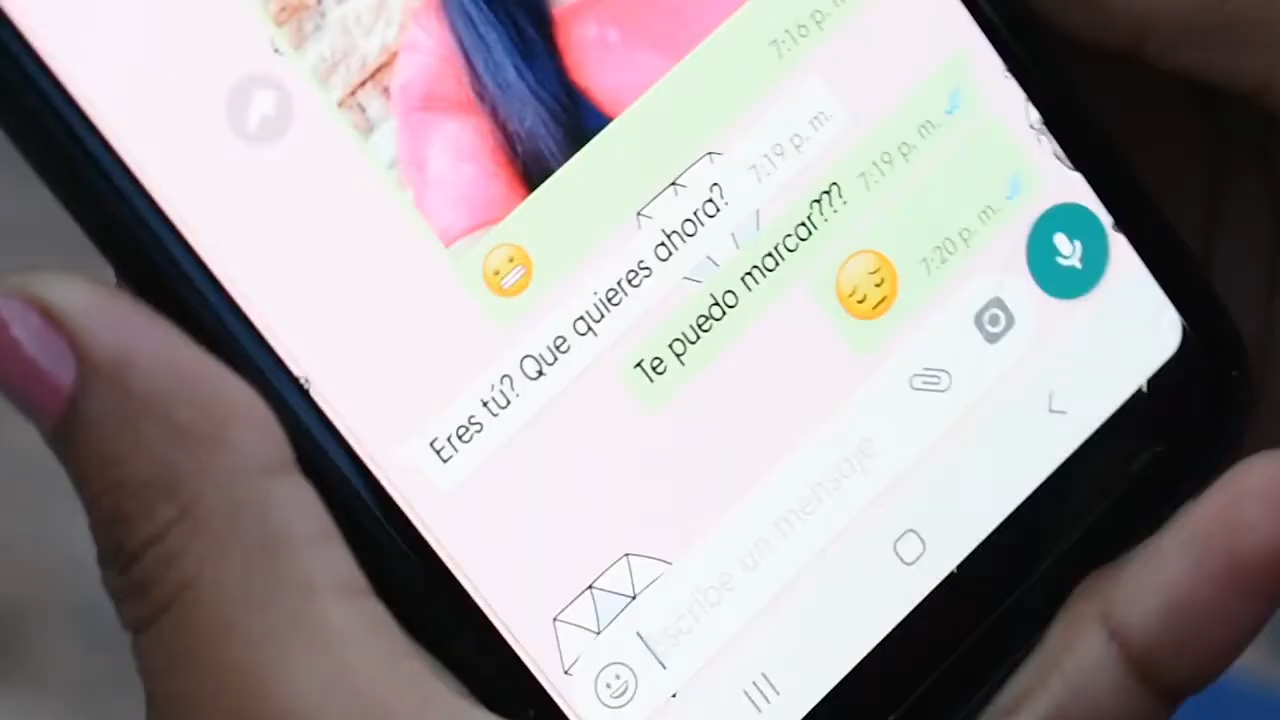 7:16 p. m.
😬
Eres tú? Que quieres ahora? 7:19 p. m.
Te puedo marcar??? 7:19 p. m.
😔 7:20 p. m.
Escribe un mensaje